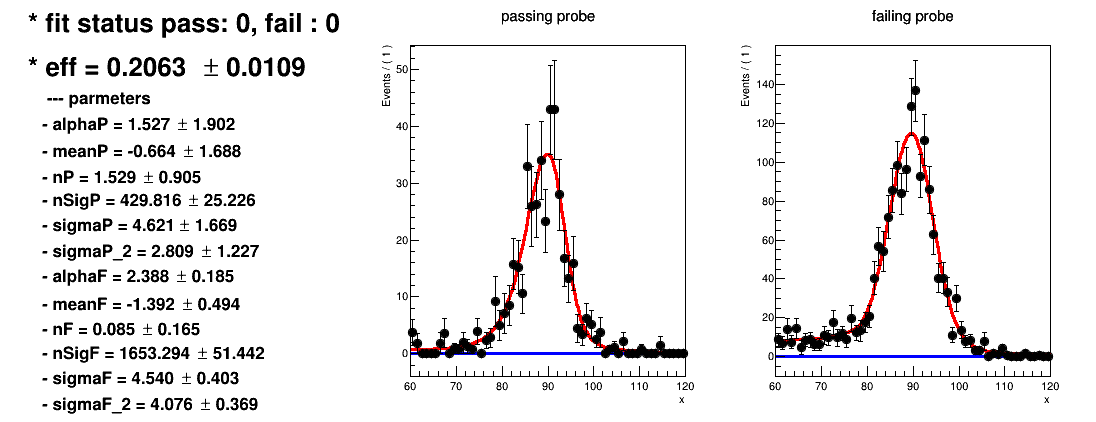 * fit status pass: 0, fail : 0
* eff = 0.2063 ± 0.0109
--- parmeters
- alphaP = 1.527 ± 1.902
- meanP = -0.664 ± 1.688
- nP = 1.529 ± 0.905
- nSigP = 429.816 ± 25.226
- sigmaP = 4.621 ± 1.669
- sigmaP_2 = 2.809 ± 1.227
- alphaF = 2.388 ± 0.185
- meanF = -1.392 ± 0.494
- nF = 0.085 ± 0.165
- nSigF = 1653.294 ± 51.442
- sigmaF = 4.540 ± 0.403
- sigmaF_2 = 4.076 ± 0.369
passing probe
Events / ( 1 )
50
40
30
20
10
0
60 70 80 90 100 110 120
x
failing probe
Events / ( 1 )
140
120
100
80
60
40
20
0
60 70 80 90 100 110 120
x